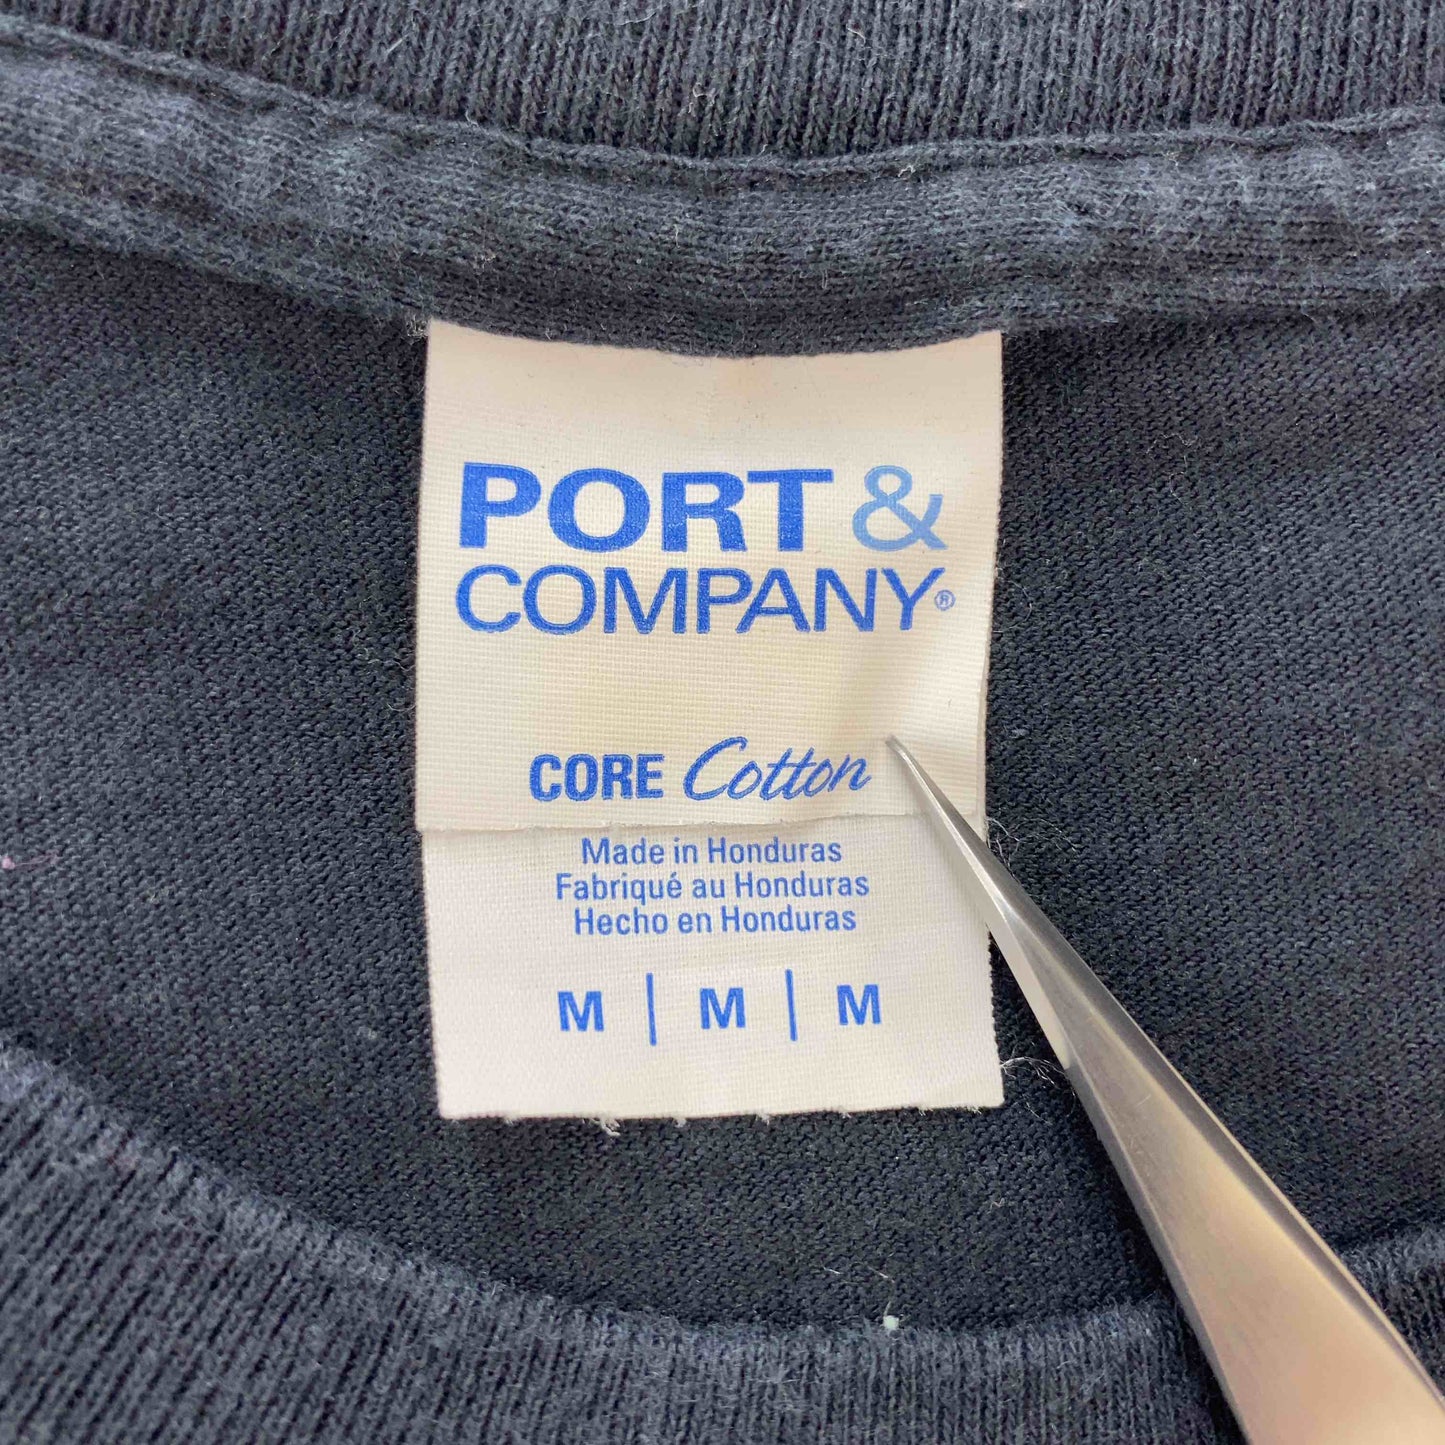 PORT &
COMPANY®
CORE Cotton
Made in Honduras
Fabriqué au Honduras
Hecho en Honduras
M | M | M